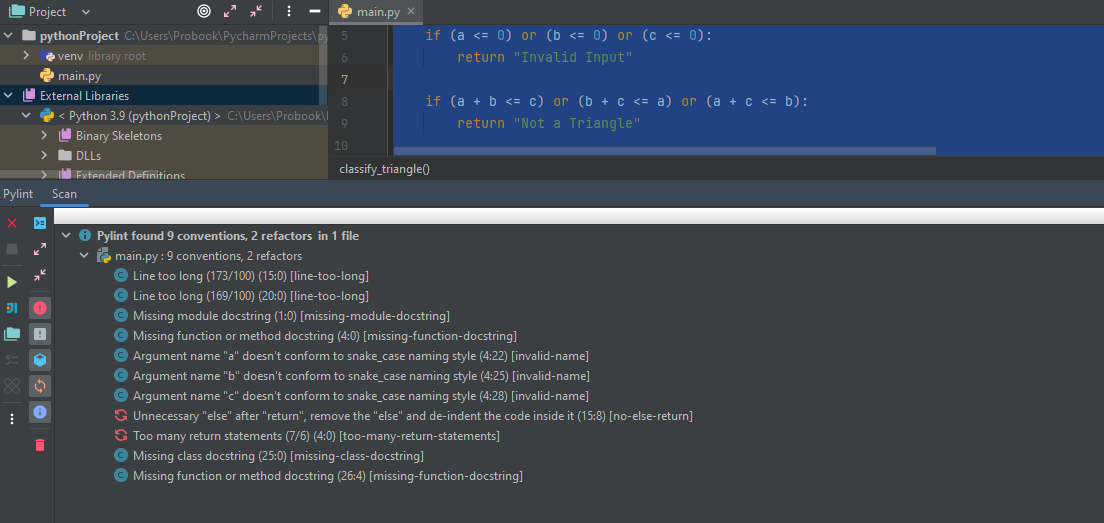 Project
main.py
pythonProject C:\Users\Probook\PycharmProjects\py
venv library root
main.py
External Libraries
< Python 3.9 (pythonProject) > C:\Users\Probook\
Binary Skeletons
DLLs
Extended Definitions
5 if (a <= 0) or (b <= 0) or (c <= 0):
6 return "Invalid Input"
7
8 if (a + b <= c) or (b + c <= a) or (a + c <= b):
9 return "Not a Triangle"
10
classify_triangle()
Pylint Scan
Pylint found 9 conventions, 2 refactors in 1 file
main.py : 9 conventions, 2 refactors
Line too long (173/100) (15:0) [line-too-long]
Line too long (169/100) (20:0) [line-too-long]
Missing module docstring (1:0) [missing-module-docstring]
Missing function or method docstring (4:0) [missing-function-docstring]
Argument name "a" doesn't conform to snake_case naming style (4:22) [invalid-name]
Argument name "b" doesn't conform to snake_case naming style (4:25) [invalid-name]
Argument name "c" doesn't conform to snake_case naming style (4:28) [invalid-name]
Unnecessary "else" after "return", remove the "else" and de-indent the code inside it (15:8) [no-else-return]
Too many return statements (7/6) (4:0) [too-many-return-statements]
Missing class docstring (25:0) [missing-class-docstring]
Missing function or method docstring (26:4) [missing-function-docstring]